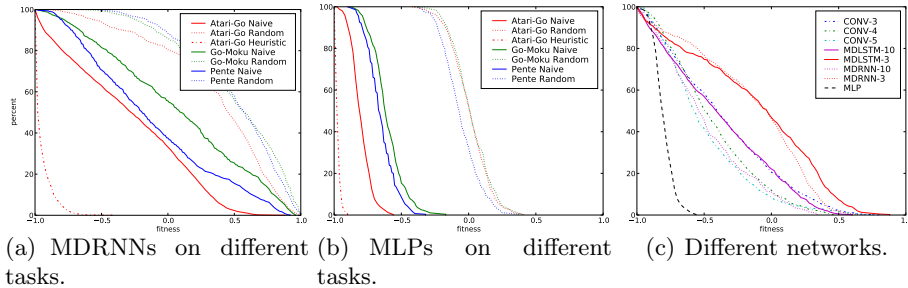 100
80
60
40
20
0
percent
-1.0
-0.5
0.0
0.5
1.0
fitness
Atari-Go Naive
Atari-Go Random
Atari-Go Heuristic
Go-Moku Naive
Go-Moku Random
Pente Naive
Pente Random
(a) MDRNNs on different
tasks.
100
80
60
40
20
0
-1.0
-0.5
0.0
0.5
1.0
fitness
Atari-Go Naive
Atari-Go Random
Atari-Go Heuristic
Go-Moku Naive
Go-Moku Random
Pente Naive
Pente Random
(b) MLPs on different
tasks.
100
80
60
40
20
0
-1.0
-0.5
0.0
0.5
1.0
fitness
CONV-3
CONV-4
CONV-5
MDLSTM-10
MDLSTM-3
MDRNN-10
MDRNN-3
MLP
(c) Different networks.